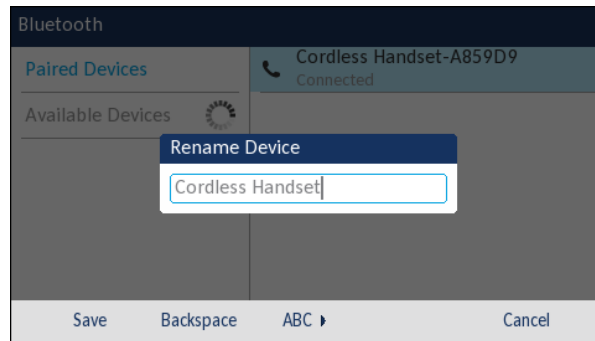 Bluetooth
Paired Devices
Cordless Handset-A859D9
Connected
Available Devices
Rename Device
Cordless Handset
Save Backspace ABC Cancel